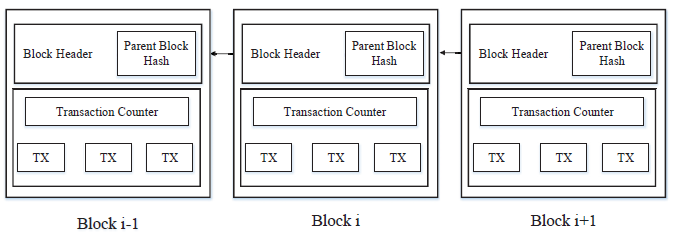 Block Header
Parent Block
Hash
Transaction Counter
TX TX TX
Block i-1
Block Header
Parent Block
Hash
Transaction Counter
TX TX TX
Block i
Block Header
Parent Block
Hash
Transaction Counter
TX TX TX
Block i+1